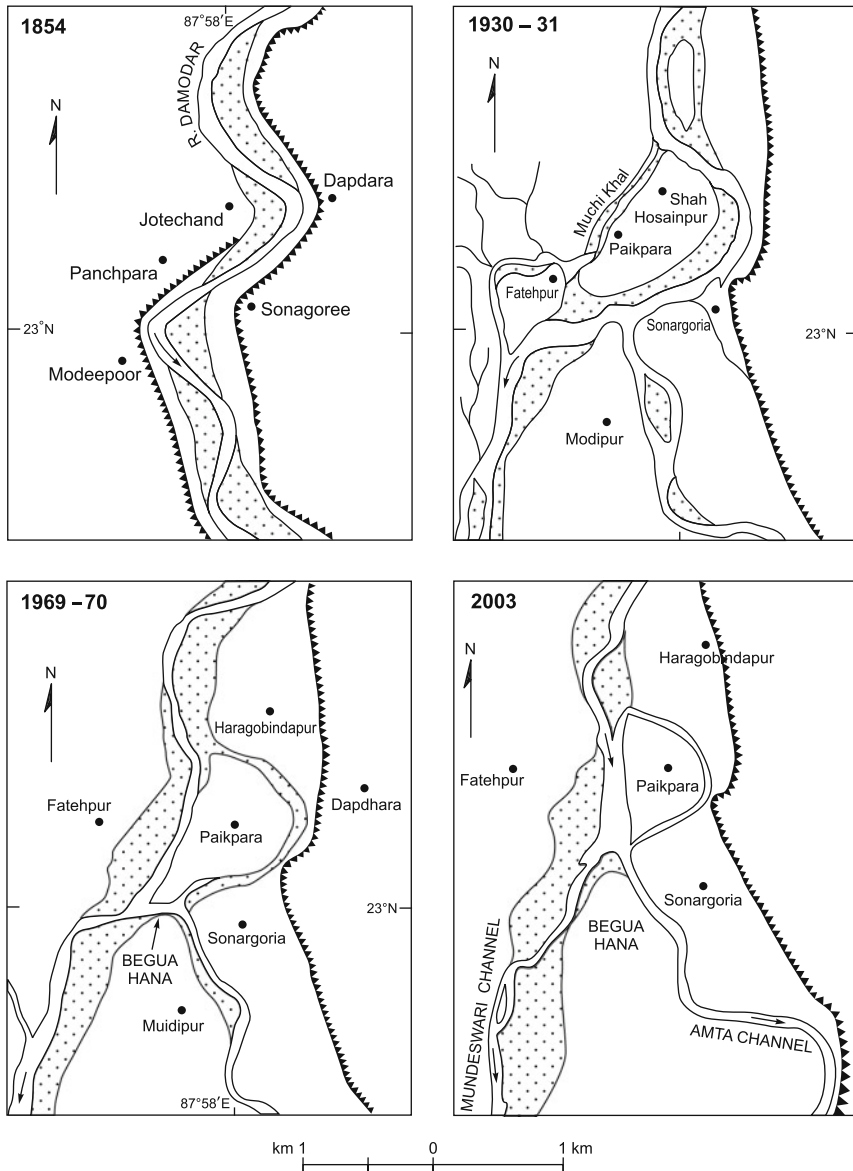 1854
87°58′E
R. DAMODAR
N
Dapdara
Jotechand
Panchpara
Sonagoree
23°N
Modeepoor
1930 – 31
N
Muchi Khal
Shah
Hosainpur
Paikpara
Fatehpur
Sonargoria
23°N
Modipur
1969 – 70
N
Haragobindapur
Dapdhara
Fatehpur
Paikpara
23°N
Sonargoria
BEGUA
HANA
Muidipur
87°58′E
2003
N
Haragobindapur
Fatehpur
Paikpara
Sonargoria
BEGUA
HANA
MUNDESWARI CHANNEL
AMTA CHANNEL
km 1 0 1 km